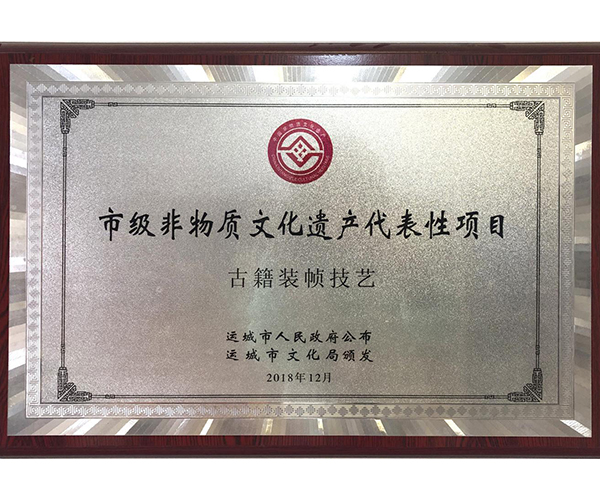 市级非物质文化遗产代表性项目
古籍装帧技艺
运城市人民政府公布
运城市文化局颁发
2018年12月